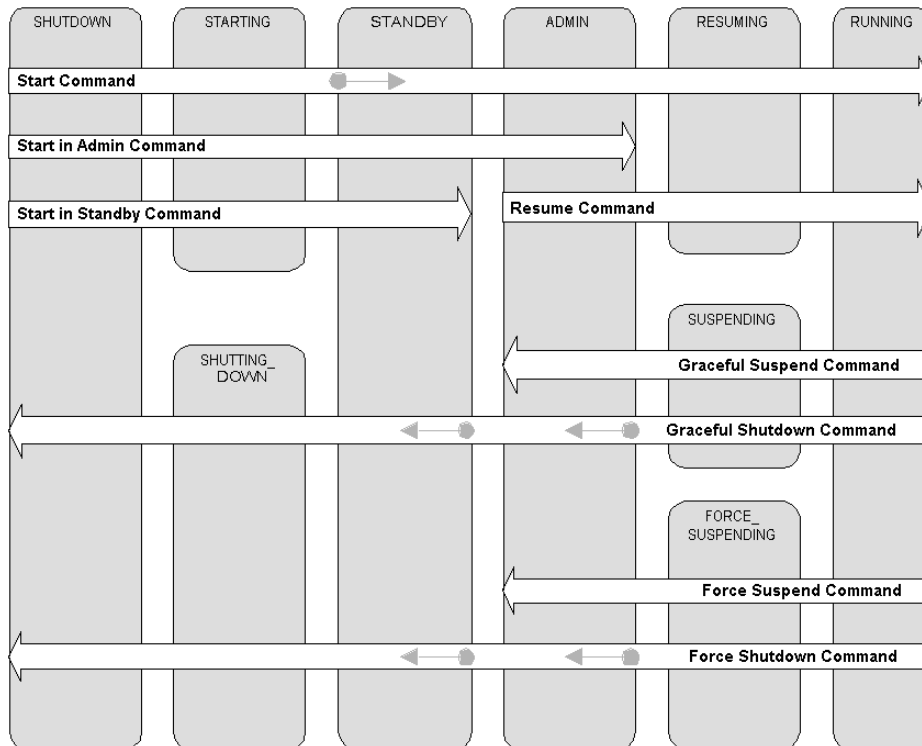 SHUTDOWN
STARTING
STANDBY
ADMIN
RESUMING
RUNNING
Start Command
Start in Admin Command
Start in Standby Command
Resume Command
SUSPENDING
SHUTTING_
DOWN
Graceful Suspend Command
Graceful Shutdown Command
FORCE_
SUSPENDING
Force Suspend Command
Force Shutdown Command